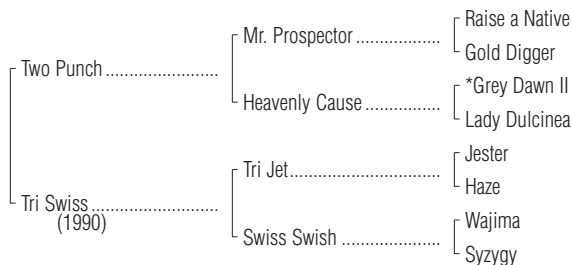 Raise a Native
Mr. Prospector ..................
Gold Digger
Two Punch ........................
*Grey Dawn II
Heavenly Cause ................
Lady Dulcinea
Jester
Tri Jet................................
Haze
Tri Swiss ...........................
(1990)
Wajima
Swiss Swish .....................
Syzygy